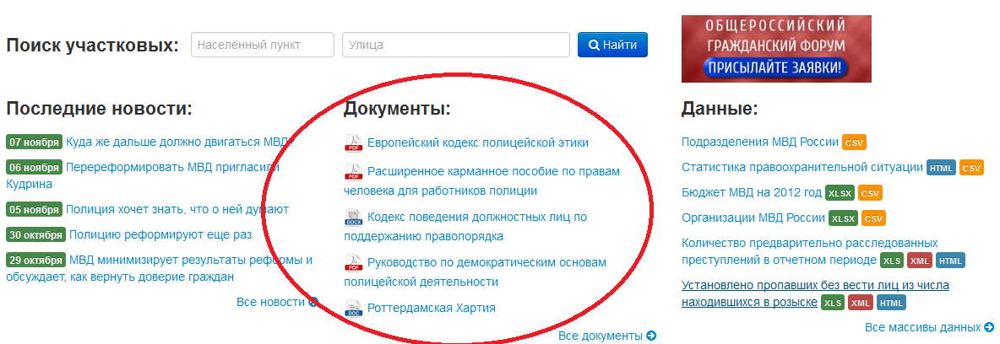 Поиск участковых: Населённый пункт Улица Найти
ОБЩЕРОССИЙСКИЙ
ГРАЖДАНСКИЙ ФОРУМ
ПРИСЫЛАЙТЕ ЗАЯВКИ!
Последние новости:
07 ноября Куда же дальше должно двигаться МВД?
06 ноября Перереформировать МВД пригласили
Кудрина
05 ноября Полиция хочет знать, что о ней думают
30 октября Полицию реформируют еще раз
29 октября МВД минимизирует результаты реформы и
обсуждает, как вернуть доверие граждан
Все новости
Документы:
PDF Европейский кодекс полицейской этики
PDF Расширенное карманное пособие по правам
человека для работников полиции
DOCX Кодекс поведения должностных лиц по
поддержанию правопорядка
PDF Руководство по демократическим основам
полицейской деятельности
DOC Роттердамская Хартия
Все документы
Данные:
Подразделения МВД России CSV
Статистика правоохранительной ситуации HTML CSV
Бюджет МВД на 2012 год XLSX CSV
Организации МВД России XLSX CSV
Количество предварительно расследованных
преступлений в отчетном периоде XLS XML HTML
Установлено пропавших без вести лиц из числа
находившихся в розыске XLS XML HTML
Все массивы данных